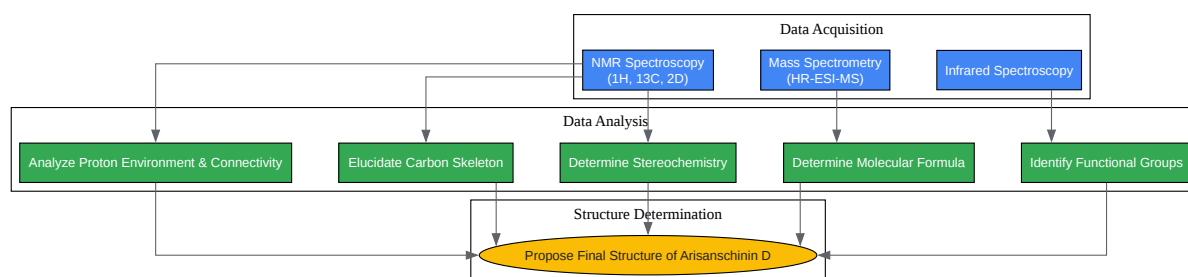 Data Acquisition
NMR Spectroscopy
(1H, 13C, 2D)
Mass Spectrometry
(HR-ESI-MS)
Infrared Spectroscopy
Data Analysis
Analyze Proton Environment & Connectivity
Elucidate Carbon Skeleton
Determine Stereochemistry
Determine Molecular Formula
Identify Functional Groups
Structure Determination
Propose Final Structure of Arisanschinin D